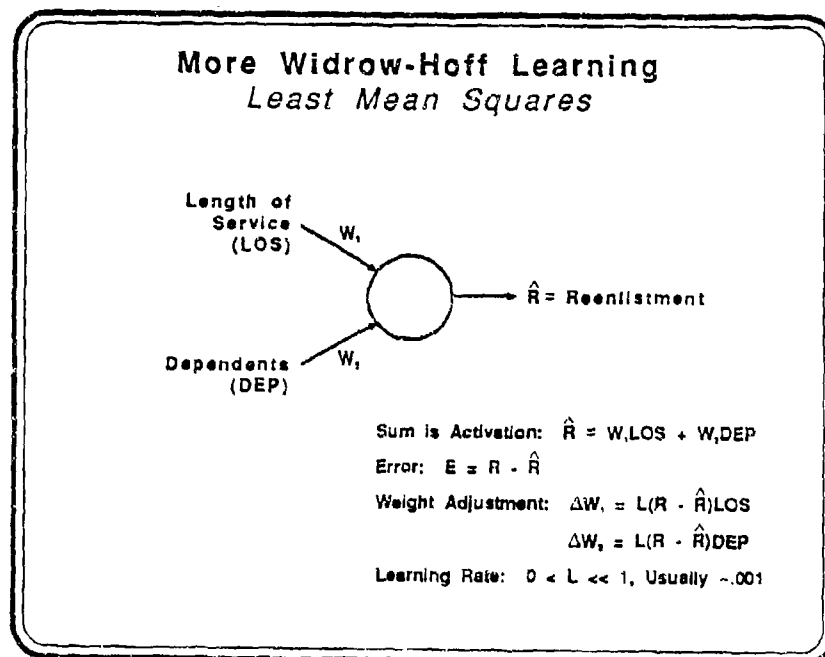 More Widrow-Hoff Learning
Least Mean Squares
Length of
Service
(LOS)
W₁
R̂ = Reenlistment
Dependents
(DEP)
W₂
Sum is Activation: R̂ = W₁LOS + W₂DEP
Error: E = R - R̂
Weight Adjustment: ΔW₁ = L(R - R̂)LOS
ΔW₂ = L(R - R̂)DEP
Learning Rate: 0 < L << 1, Usually ~.001